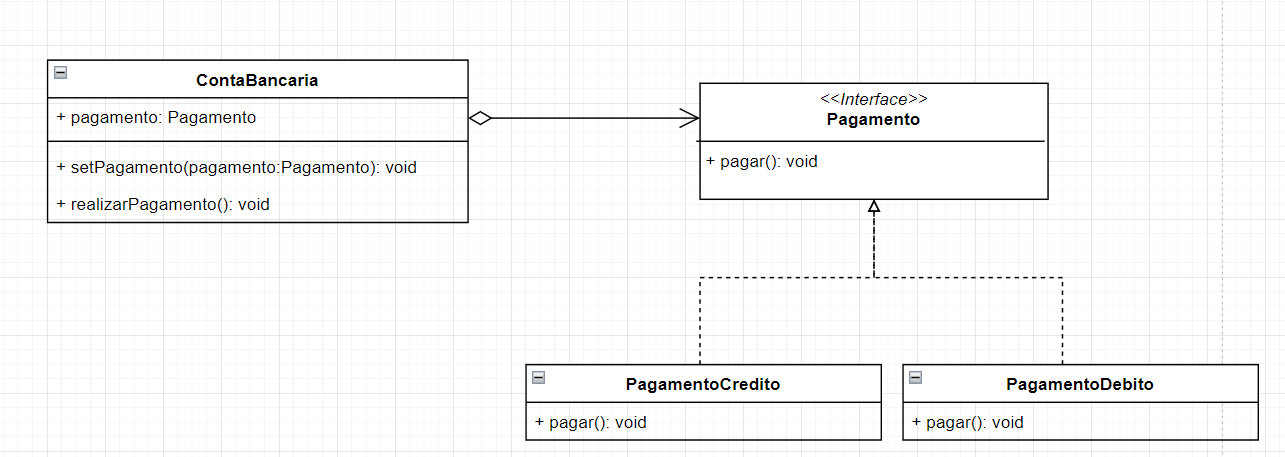 ContaBancaria
+ pagamento: Pagamento
+ setPagamento(pagamento:Pagamento): void
+ realizarPagamento(): void
<<Interface>>
Pagamento
+ pagar(): void
PagamentoCredito
+ pagar(): void
PagamentoDebito
+ pagar(): void